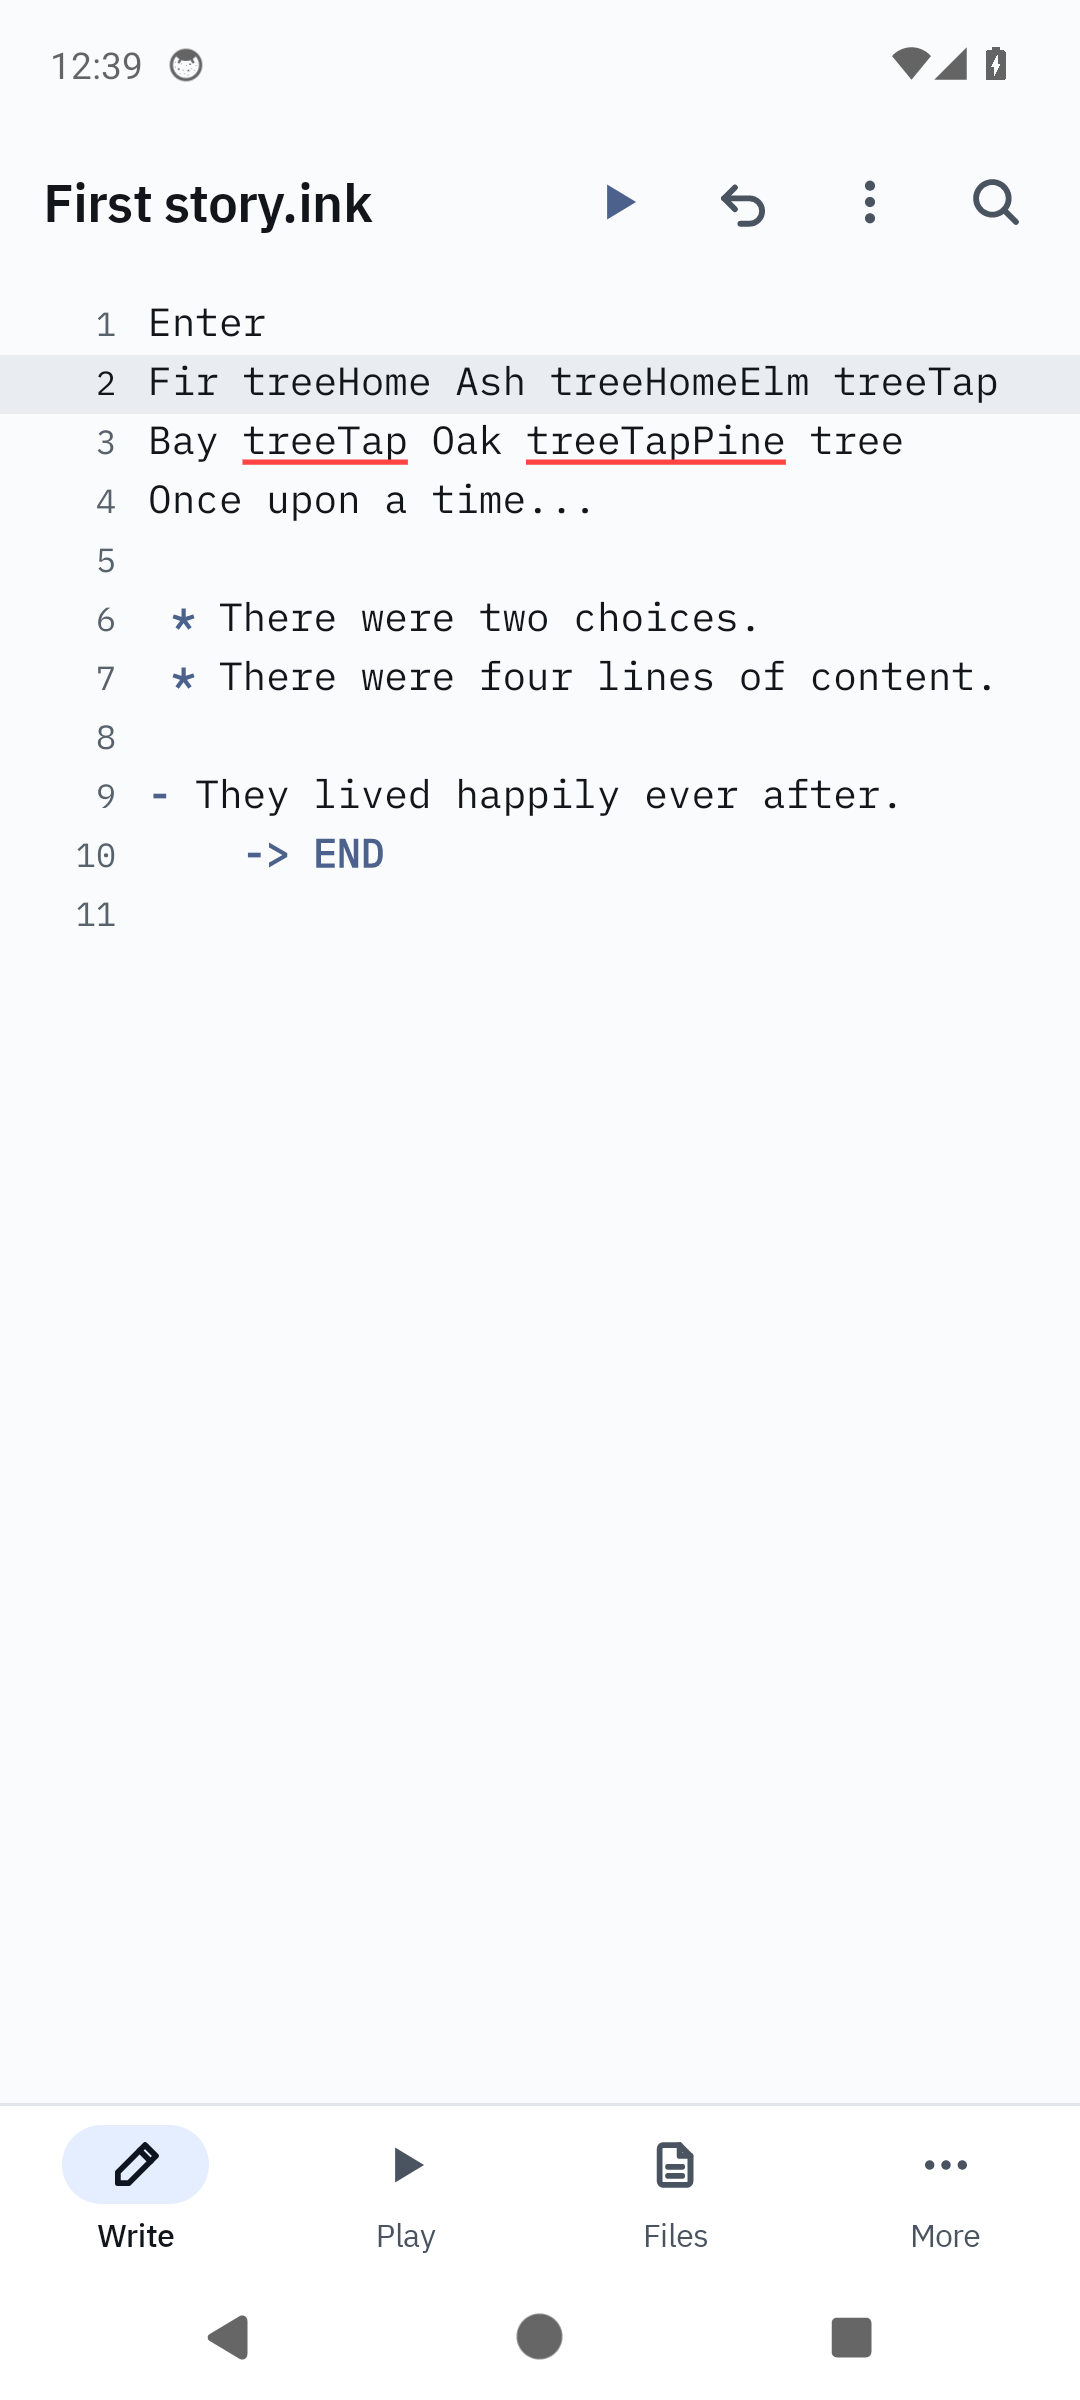 12:39
First story.ink
1 Enter
2 Fir treeHome Ash treeHomeElm treeTap
3 Bay treeTap Oak treeTapPine tree
4 Once upon a time...
5
6 * There were two choices.
7 * There were four lines of content.
8
9 - They lived happily ever after.
10 -> END
11
Write Play Files More